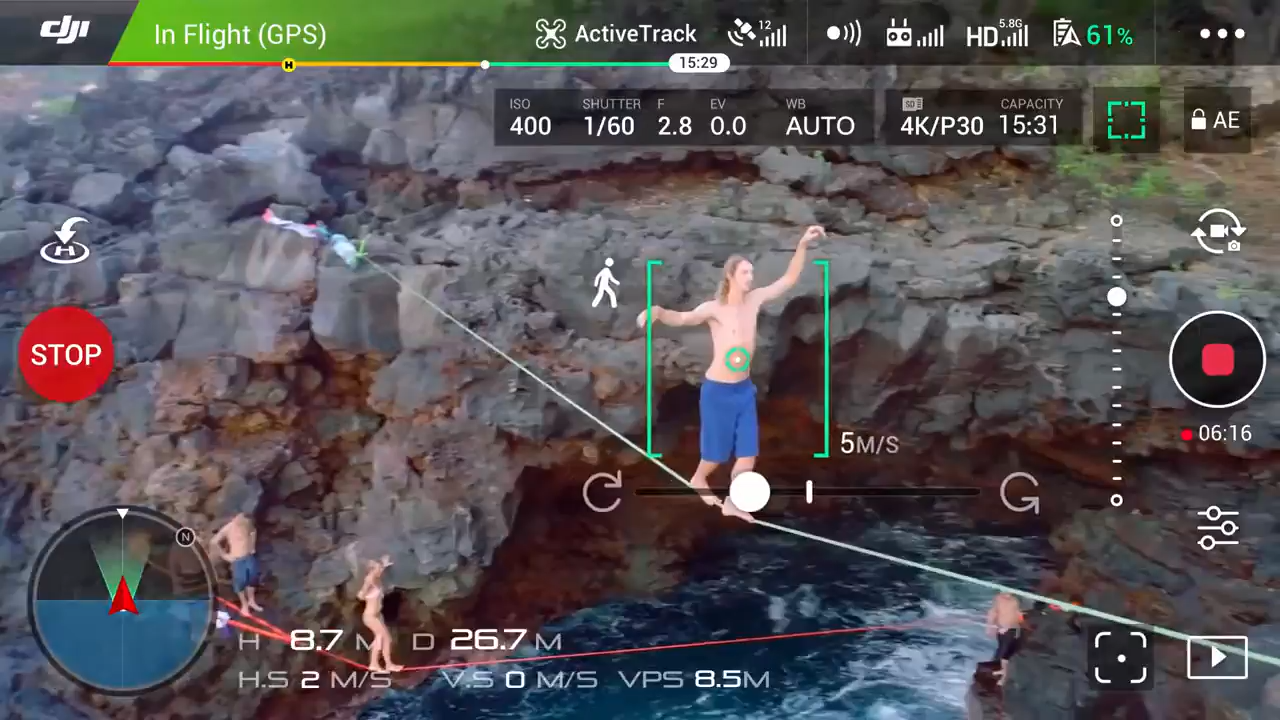 dji In Flight (GPS) ActiveTrack 12 HD 5.8G 61%
H 15:29
ISO SHUTTER F EV WB SD CAPACITY
400 1/60 2.8 0.0 AUTO 4K/P30 15:31 AE
H
STOP
5M/S
06:16
N
H 8.7 M D 26.7 M
H.S 2 M/S V.S 0 M/S VPS 8.5M